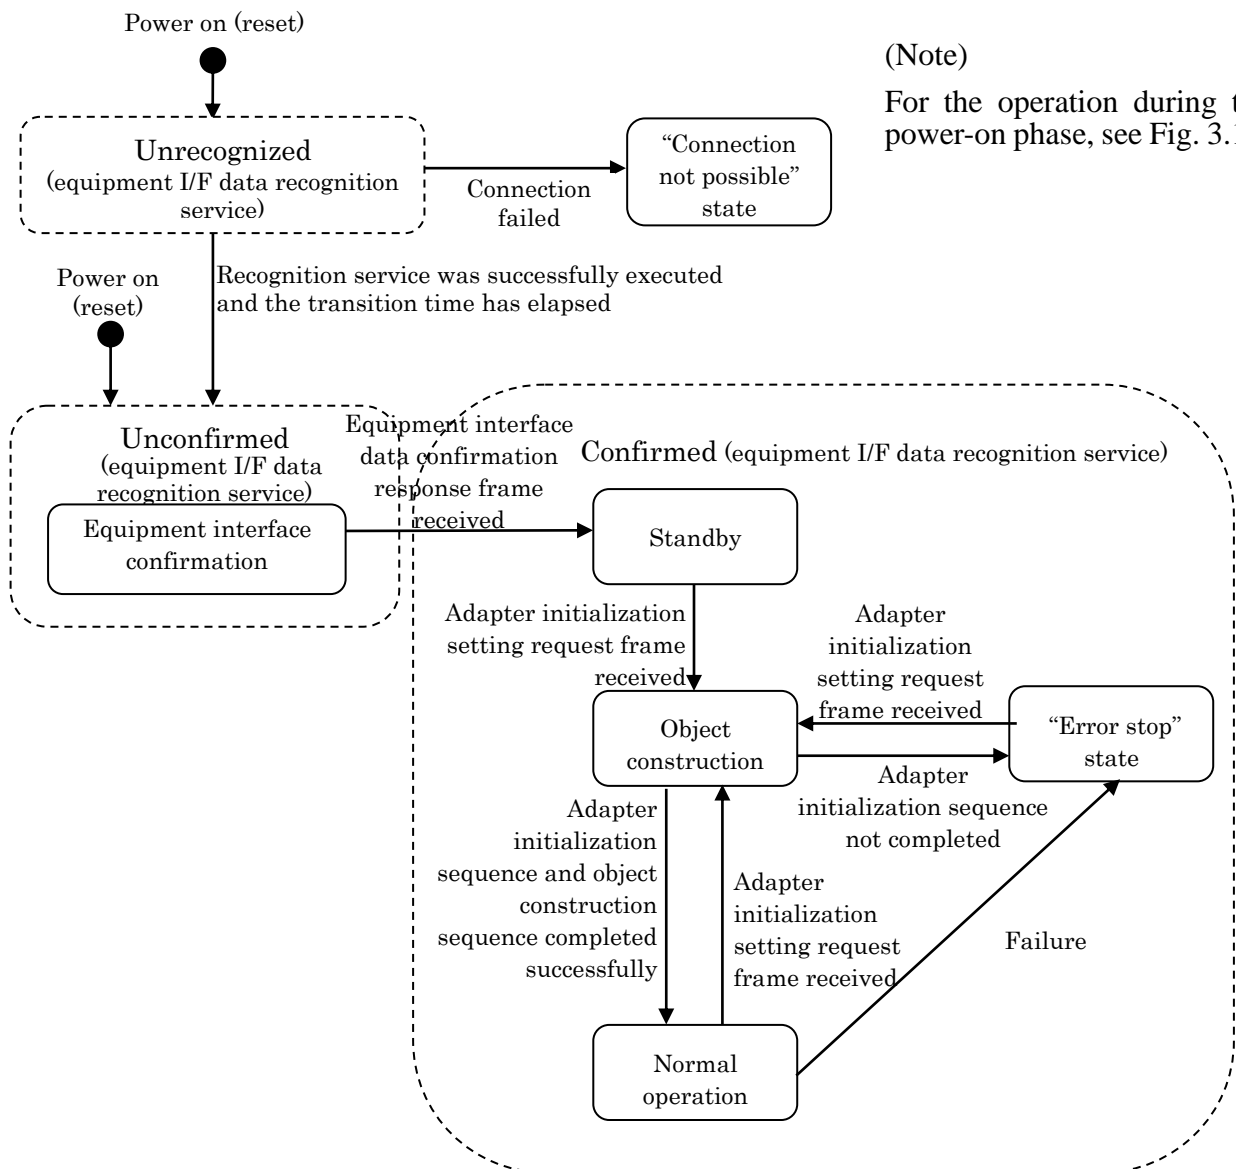 Power on (reset)
(Note)
For the operation during t
power-on phase, see Fig. 3.1
Unrecognized
(equipment I/F data recognition
service)
Connection
failed
“Connection
not possible”
state
Recognition service was successfully executed
and the transition time has elapsed
Power on
(reset)
Unconfirmed
(equipment I/F data
recognition service)
Equipment interface
confirmation
Equipment interface
data confirmation
response frame
received
Confirmed (equipment I/F data recognition service)
Standby
Adapter initialization
setting request frame
received
Adapter
initialization
setting request
frame received
Object
construction
“Error stop”
state
Adapter
initialization sequence
not completed
Adapter
initialization
sequence and object
construction
sequence completed
successfully
Adapter
initialization
setting request
frame received
Failure
Normal
operation